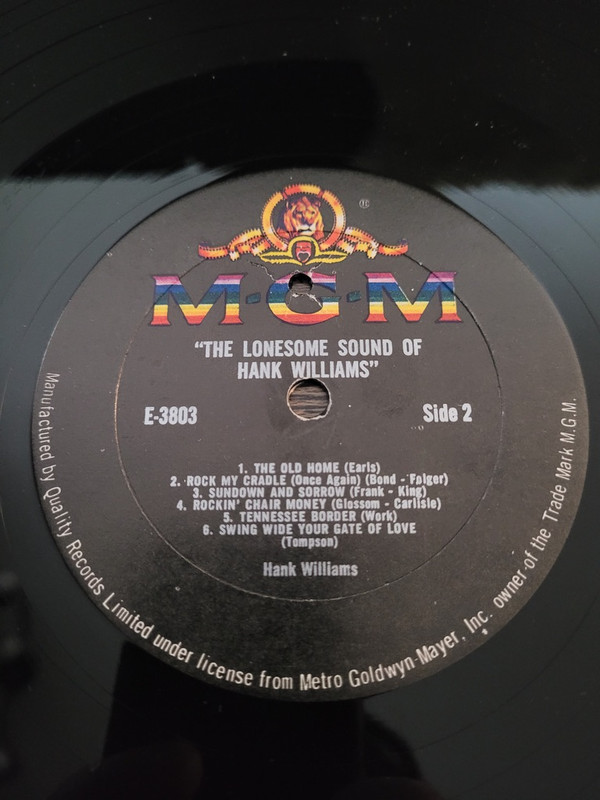 ®
M-G-M
"THE LONESOME SOUND OF
HANK WILLIAMS"
E-3803
Side 2
1. THE OLD HOME (Earls)
2. ROCK MY CRADLE (Once Again) (Bond - Folger)
3. SUNDOWN AND SORROW (Frank - King)
4. ROCKIN' CHAIR MONEY (Glossom - Carlisle)
5. TENNESSEE BORDER (Work)
6. SWING WIDE YOUR GATE OF LOVE
(Tompson)
Hank Williams
Manufactured by Quality Records Limited under license from Metro Goldwyn-Mayer, Inc. owner of the Trade Mark M.G.M.